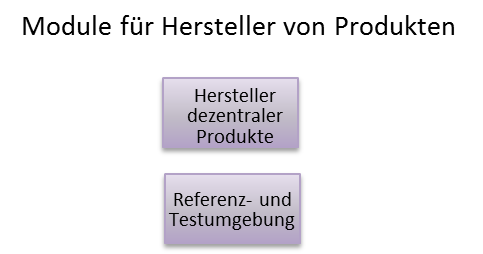 Module für Hersteller von Produkten
Hersteller
dezentraler
Produkte
Referenz- und
Testumgebung